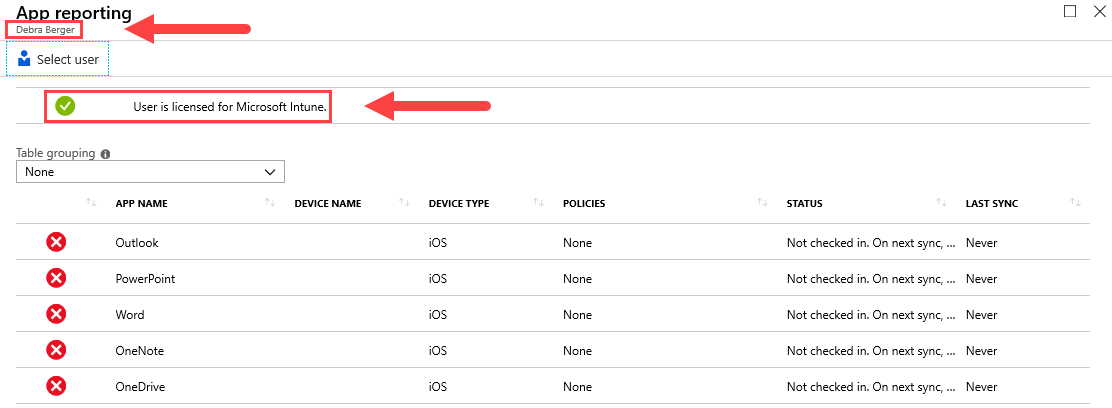 App reporting
Debra Berger
Select user
User is licensed for Microsoft Intune.
Table grouping
None
APP NAME DEVICE NAME DEVICE TYPE POLICIES STATUS LAST SYNC
Outlook iOS None Not checked in. On next sync, ... Never
PowerPoint iOS None Not checked in. On next sync, ... Never
Word iOS None Not checked in. On next sync, ... Never
OneNote iOS None Not checked in. On next sync, ... Never
OneDrive iOS None Not checked in. On next sync, ... Never